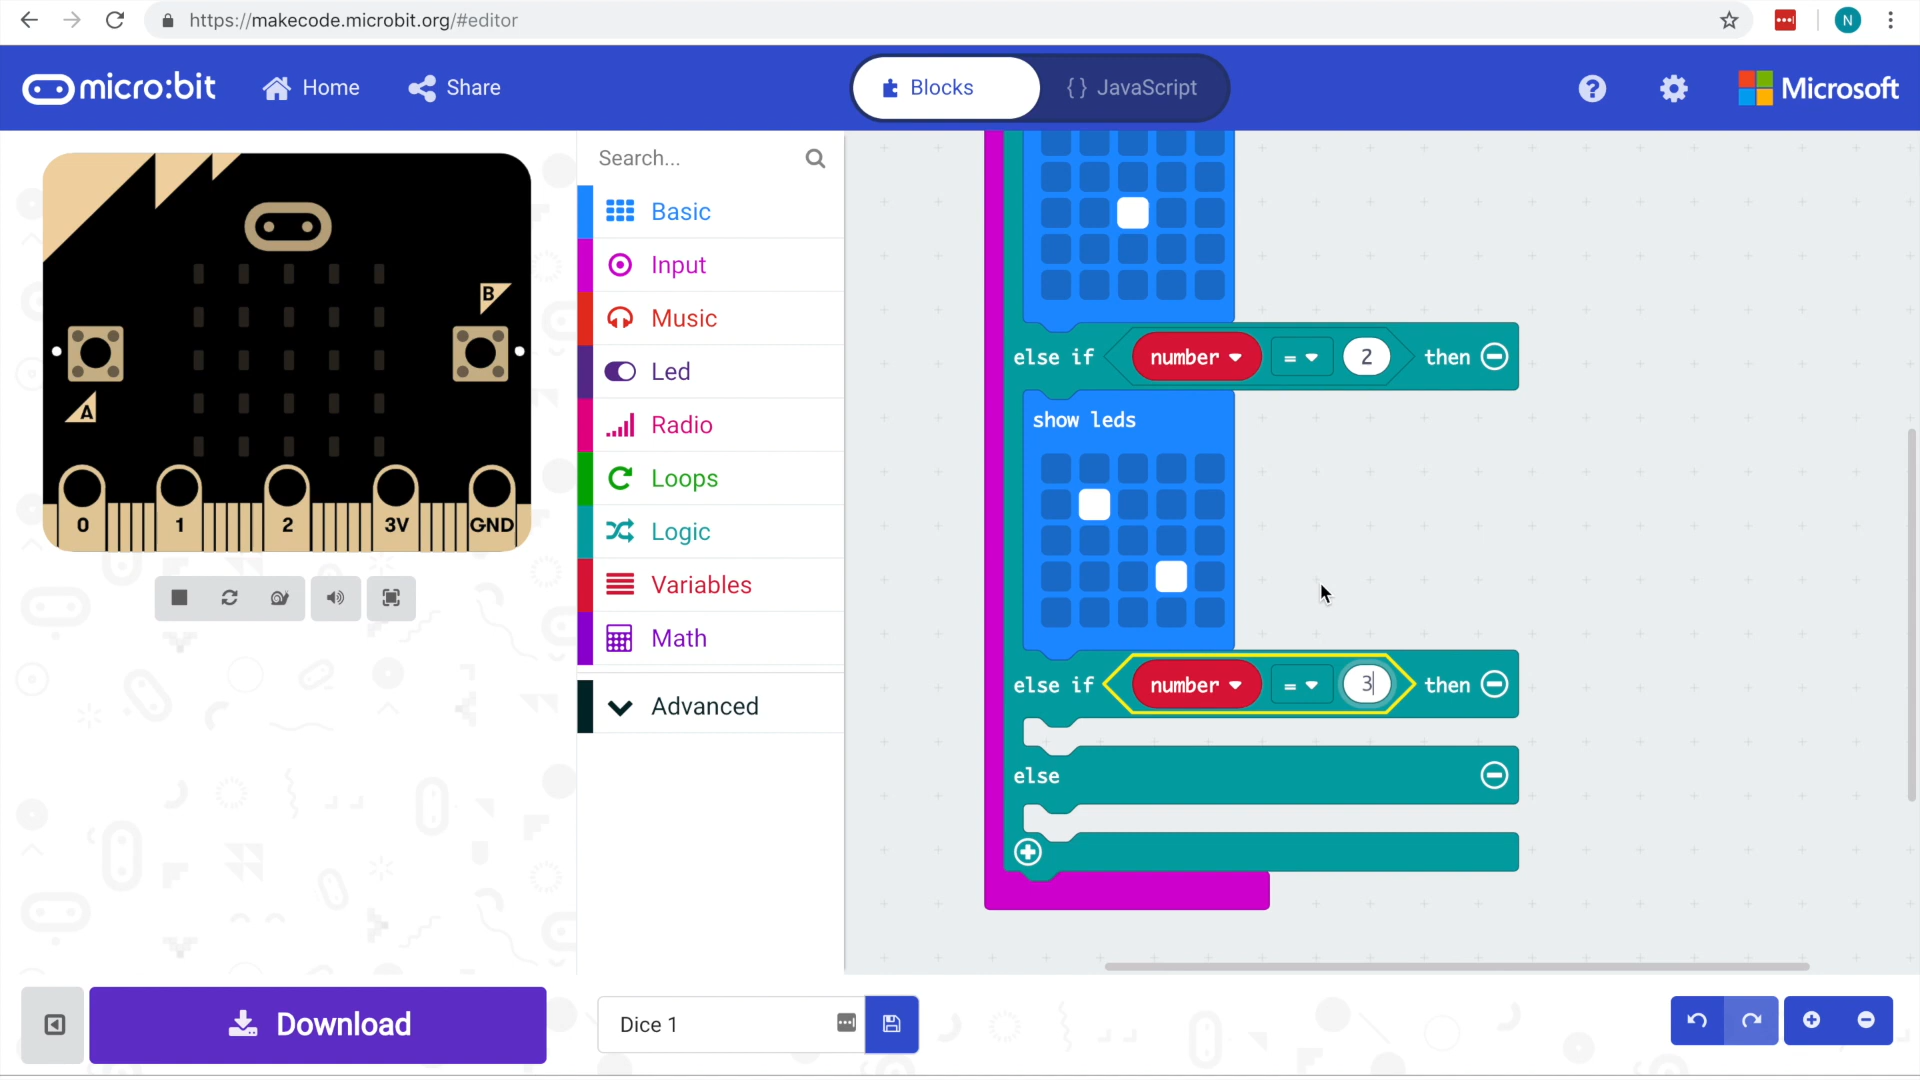 https://makecode.microbit.org/#editor
N
micro:bit
Home
Share
Blocks
{} JavaScript
?
Microsoft
B
A
0
1
2
3V
GND
Search...
Basic
Input
Music
Led
Radio
Loops
Logic
Variables
Math
Advanced
else if number = 2 then
show leds
else if number = 3 then
else
Download
Dice 1